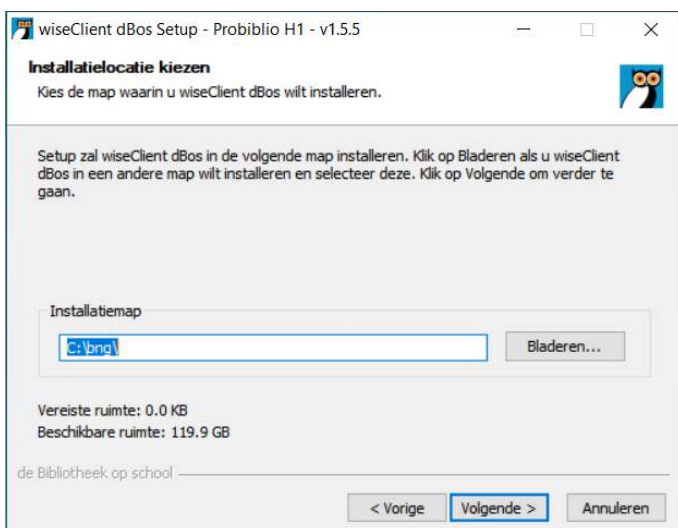 wiseClient dBos Setup - Probiblio H1 - v1.5.5
Installatielocatie kiezen
Kies de map waarin u wiseClient dBos wilt installeren.
Setup zal wiseClient dBos in de volgende map installeren. Klik op Bladeren als u wiseClient
dBos in een andere map wilt installeren en selecteer deze. Klik op Volgende om verder te
gaan.
Installatiemap
C:\bng\
Bladeren...
Vereiste ruimte: 0.0 KB
Beschikbare ruimte: 119.9 GB
de Bibliotheek op school
< Vorige
Volgende >
Annuleren